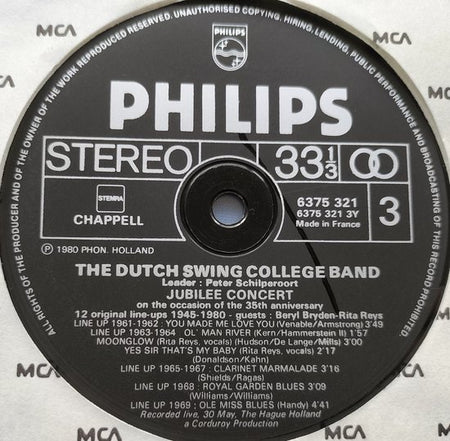 ALL RIGHTS OF THE PRODUCER AND OF THE OWNER OF THE WORK REPRODUCED RESERVED. UNAUTHORISED COPYING, HIRING, LENDING, PUBLIC PERFORMANCE AND BROADCASTING OF THIS RECORD PROHIBITED.
MCA
MCA
MCA
MCA
MCA
MCA
MCA
MCA
PHILIPS
PHILIPS
STEREO
33 1/3
STEMRA
CHAPPELL
6375 321
6375 321 3Y
Made in France
3
Ⓟ 1980 PHON. HOLLAND
THE DUTCH SWING COLLEGE BAND
Leader : Peter Schilperoort
JUBILEE CONCERT
on the occasion of the 35th anniversary
12 original line-ups 1945-1980 - guests : Beryl Bryden-Rita Reys
LINE UP 1961-1962 : YOU MADE ME LOVE YOU (Venable/Armstrong) 3'49
LINE UP 1963-1964 OL' MAN RIVER (Kern/Hammerstein II) 1'57
MOONGLOW (Rita Reys, vocals) (Hudson/De Lange/Mills) 3'00
YES SIR THAT'S MY BABY (Rita Reys, vocals) 2'17
(Donaldson/Kahn)
LINE UP 1965-1967 : CLARINET MARMALADE 3'16
(Shields/Ragas)
LINE UP 1968 : ROYAL GARDEN BLUES 3'09
(Williams/Williams)
LINE UP 1969 ; OLE MISS BLUES (Handy) 4'41
Recorded live, 30 May, The Hague Holland
a Corduroy Production